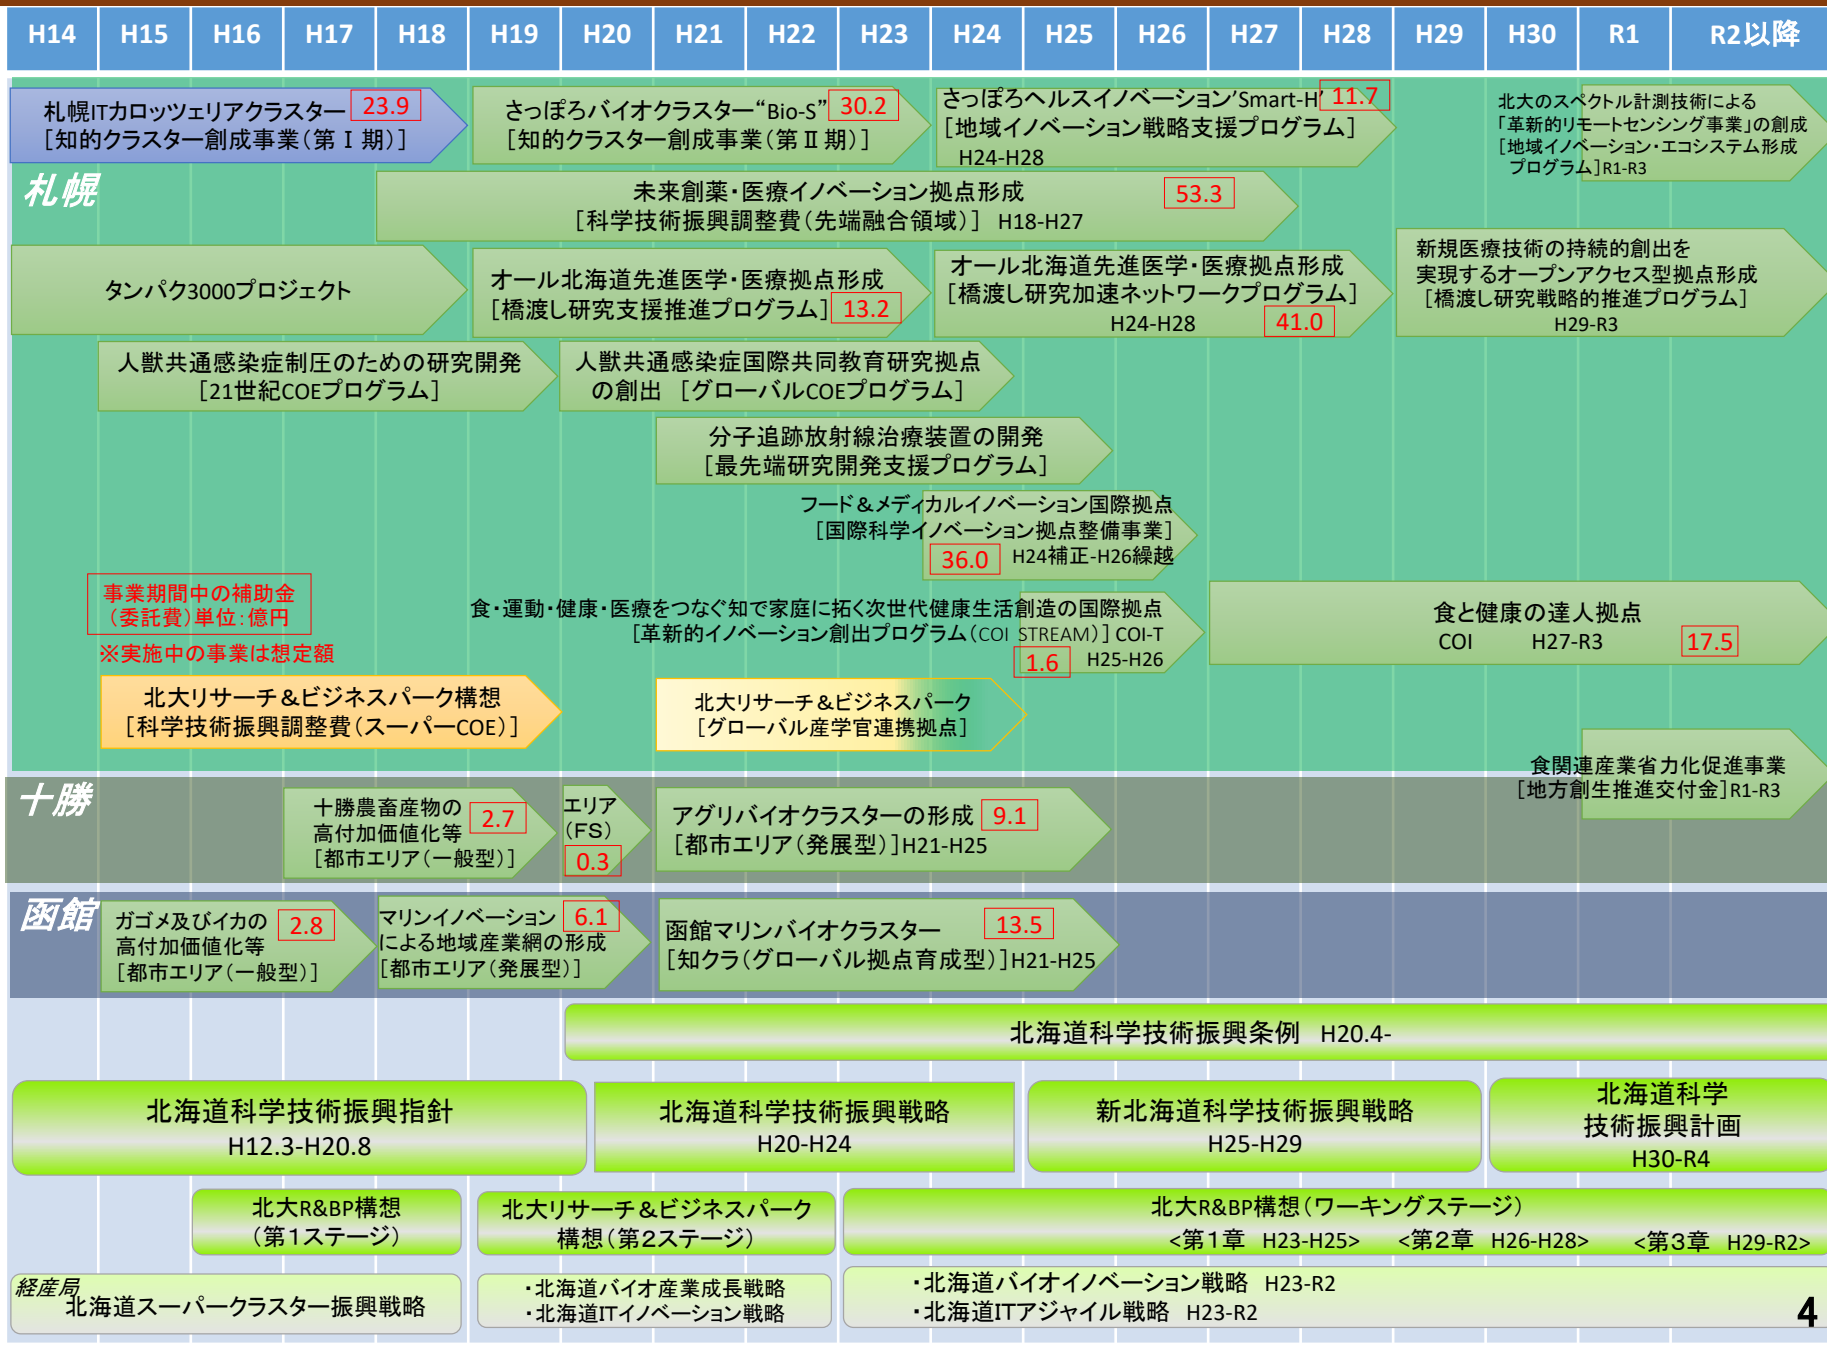 H14 H15 H16 H17 H18 H19 H20 H21 H22 H23 H24 H25 H26 H27 H28 H29 H30 R1 R2以降
札幌ITカロッツェリアクラスター 23.9
[知的クラスター創成事業(第Ⅰ期)]
さっぽろバイオクラスター“Bio-S” 30.2
[知的クラスター創成事業(第Ⅱ期)]
さっぽろヘルスイノベーション’Smart-H’ 11.7
[地域イノベーション戦略支援プログラム]
H24-H28
北大のスペクトル計測技術による
「革新的リモートセンシング事業」の創成
[地域イノベーション・エコシステム形成
プログラム]R1-R3
札幌
未来創薬・医療イノベーション拠点形成 53.3
[科学技術振興調整費(先端融合領域)] H18-H27
タンパク3000プロジェクト
オール北海道先進医学・医療拠点形成
[橋渡し研究支援推進プログラム] 13.2
オール北海道先進医学・医療拠点形成
[橋渡し研究加速ネットワークプログラム]
H24-H28 41.0
新規医療技術の持続的創出を
実現するオープンアクセス型拠点形成
[橋渡し研究戦略的推進プログラム]
H29-R3
人獣共通感染症制圧のための研究開発
[21世紀COEプログラム]
人獣共通感染症国際共同教育研究拠点
の創出 [グローバルCOEプログラム]
分子追跡放射線治療装置の開発
[最先端研究開発支援プログラム]
フード&メディカルイノベーション国際拠点
[国際科学イノベーション拠点整備事業]
36.0 H24補正-H26繰越
事業期間中の補助金
(委託費)単位:億円
※実施中の事業は想定額
食・運動・健康・医療をつなぐ知で家庭に拓く次世代健康生活創造の国際拠点
[革新的イノベーション創出プログラム(COI STREAM)] COI-T
1.6 H25-H26
食と健康の達人拠点
COI H27-R3 17.5
北大リサーチ&ビジネスパーク構想
[科学技術振興調整費(スーパーCOE)]
北大リサーチ&ビジネスパーク
[グローバル産学官連携拠点]
食関連産業省力化促進事業
[地方創生推進交付金]R1-R3
十勝
十勝農畜産物の
高付加価値化等 2.7
[都市エリア(一般型)]
エリア
(FS)
0.3
アグリバイオクラスターの形成 9.1
[都市エリア(発展型)]H21-H25
函館
ガゴメ及びイカの
高付加価値化等 2.8
[都市エリア(一般型)]
マリンイノベーション 6.1
による地域産業網の形成
[都市エリア(発展型)]
函館マリンバイオクラスター 13.5
[知クラ(グローバル拠点育成型)]H21-H25
北海道科学技術振興条例 H20.4-
北海道科学技術振興指針
H12.3-H20.8
北海道科学技術振興戦略
H20-H24
新北海道科学技術振興戦略
H25-H29
北海道科学
技術振興計画
H30-R4
北大R&BP構想
(第1ステージ)
北大リサーチ&ビジネスパーク
構想(第2ステージ)
北大R&BP構想(ワーキングステージ)
<第1章 H23-H25> <第2章 H26-H28> <第3章 H29-R2>
経産局
北海道スーパークラスター振興戦略
・北海道バイオ産業成長戦略
・北海道ITイノベーション戦略
・北海道バイオイノベーション戦略 H23-R2
・北海道ITアジャイル戦略 H23-R2
4